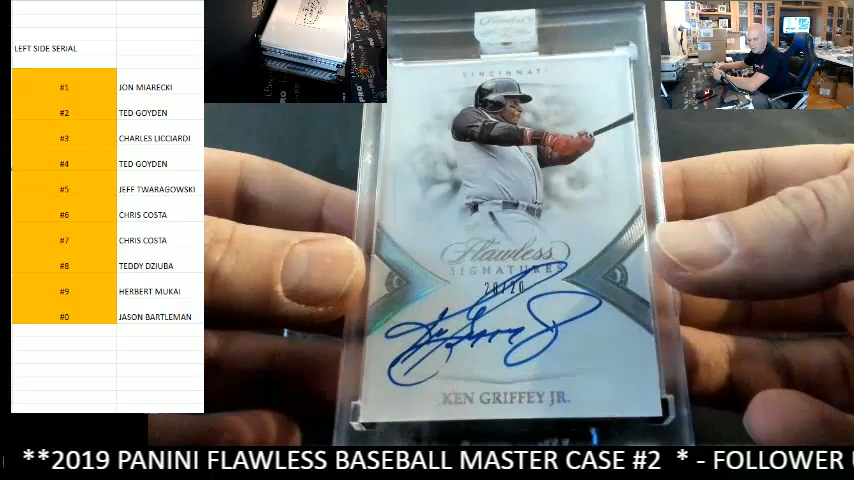 LEFT SIDE SERIAL
#1 JON MIARECKI
#2 TED GOYDEN
#3 CHARLES LICCIARDI
#4 TED GOYDEN
#5 JEFF TWARAGOWSKI
#6 CHRIS COSTA
#7 CHRIS COSTA
#8 TEDDY DZIUBA
#9 HERBERT MUKAI
#0 JASON BARTLEMAN
Flawless
CINCINNATI
Flawless
SIGNATURES
20/20
KEN GRIFFEY JR.
**2019 PANINI FLAWLESS BASEBALL MASTER CASE #2 * - FOLLOWER